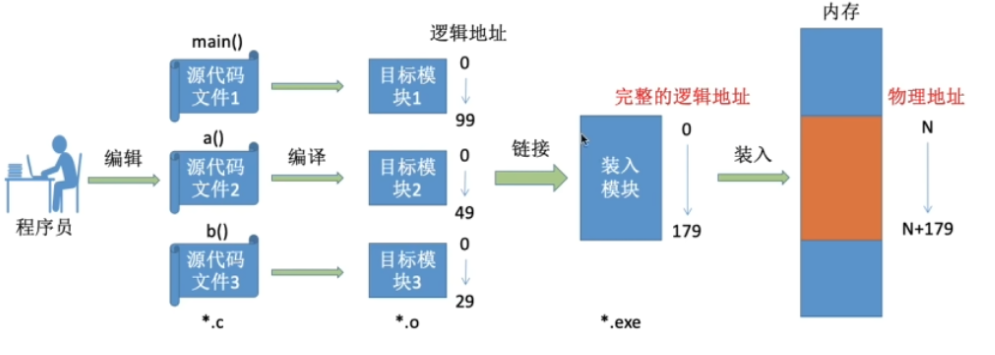 程序员
编辑
main()
源代码
文件1
a()
源代码
文件2
b()
源代码
文件3
*.c
编译
逻辑地址
目标模
块1
0
99
目标模
块2
0
49
目标模
块3
0
29
*.o
链接
完整的逻辑地址
装入
模块
0
179
*.exe
装入
内存
物理地址
N
N+179